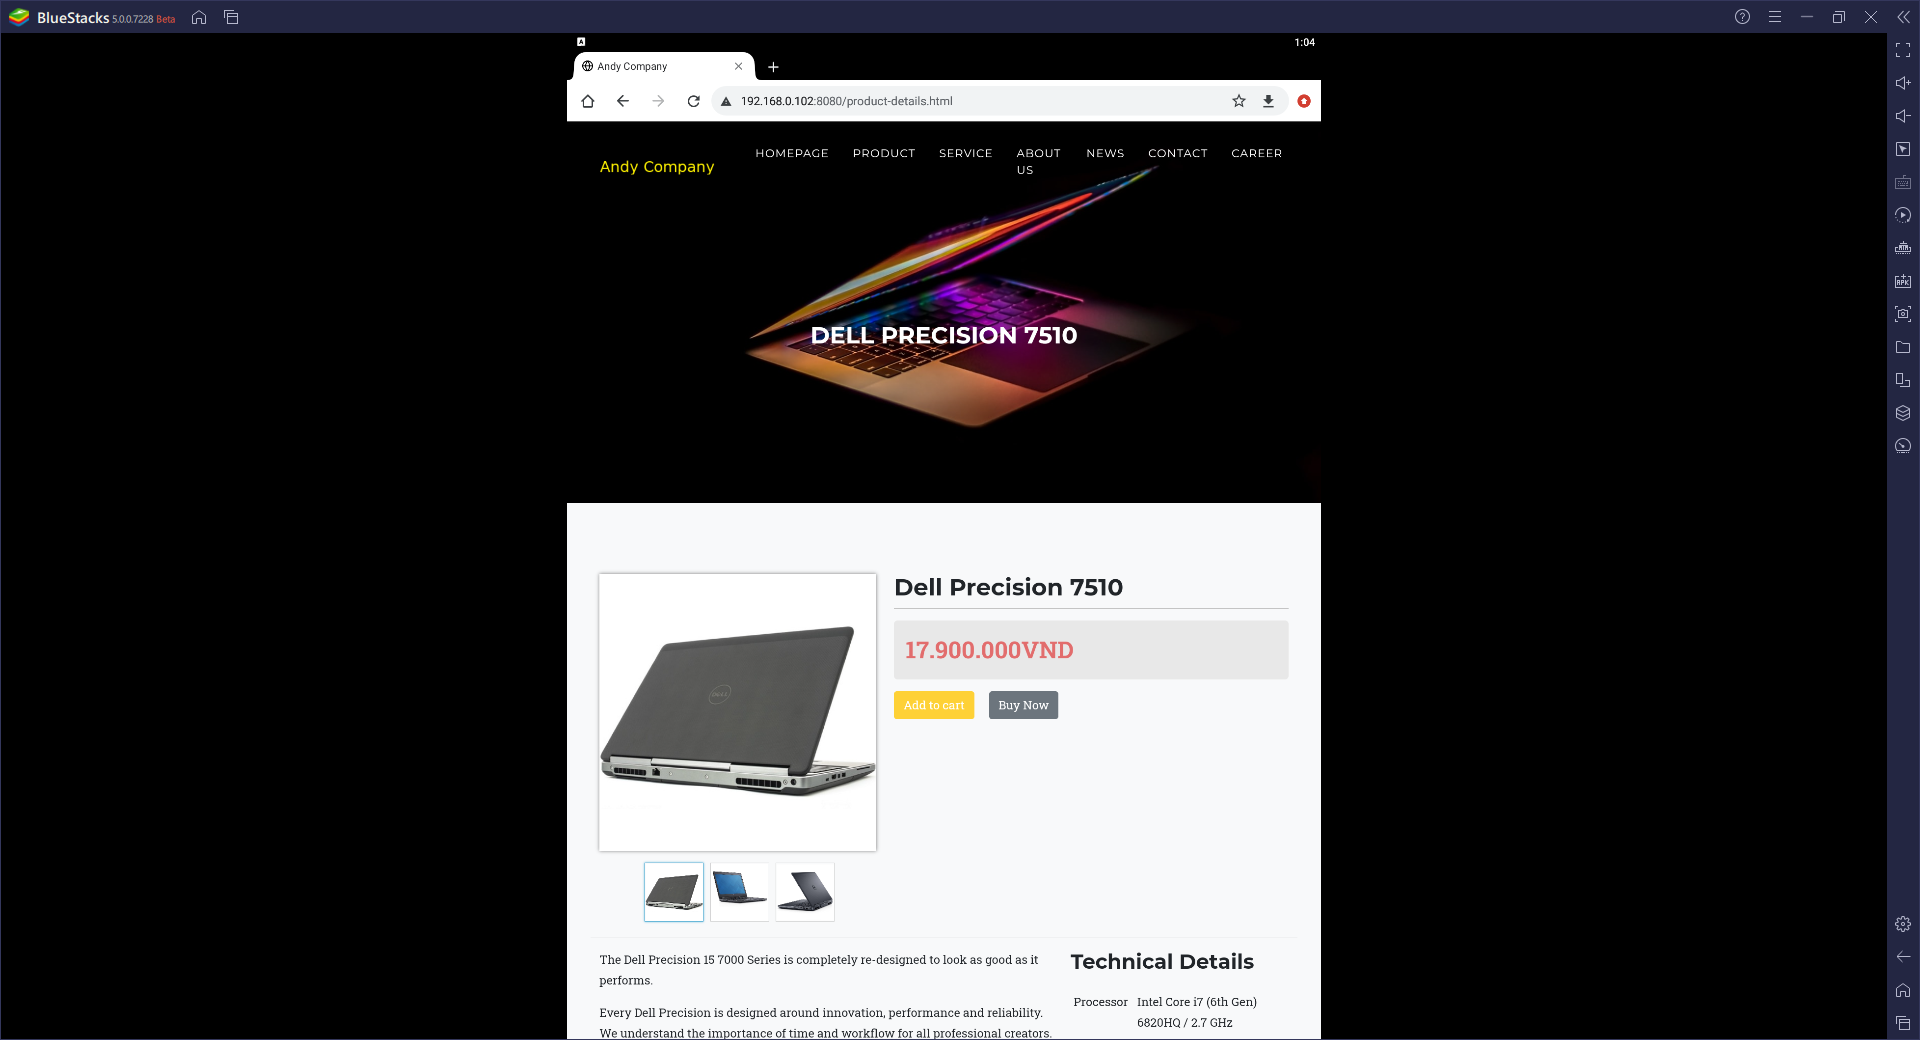 BlueStacks 5.0.0.7228 Beta
1:04
Andy Company
192.168.0.102:8080/product-details.html
Andy Company
HOMEPAGE PRODUCT SERVICE ABOUT US NEWS CONTACT CAREER
DELL PRECISION 7510
Dell Precision 7510
17.900.000VND
Add to cart Buy Now
The Dell Precision 15 7000 Series is completely re-designed to look as good as it
performs.
Every Dell Precision is designed around innovation, performance and reliability.
We understand the importance of time and workflow for all professional creators.
Technical Details
Processor Intel Core i7 (6th Gen)
6820HQ / 2.7 GHz